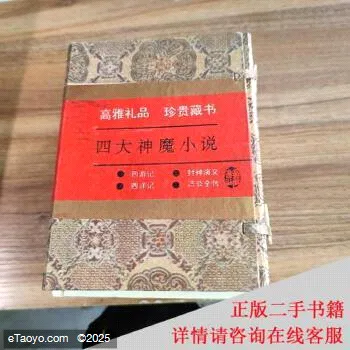 高雅礼品 珍贵藏书
四大神魔小说
● 西游记 ● 封神演义
● 西洋记 ● 济公全传
正版二手书籍
详情请咨询在线客服
eTaoyo.com ©2025